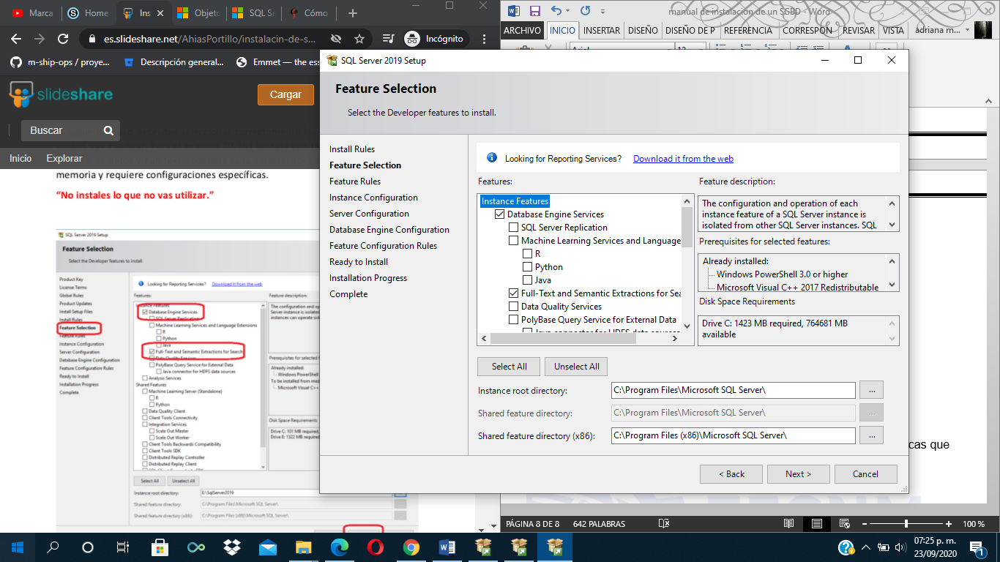 Marca
Home
Ins
Objeto
SQL Se
Cómo
es.slideshare.net/AhiasPortillo/instalacin-de-s...
Incógnito
m-ship-ops / proye...
Descripción general...
Emmet — the ess
slideshare
Cargar
Buscar
Inicio
Explorar
memoria y requiere configuraciones específicas.
“No instales lo que no vas utilizar.”
SQL Server 2019 Setup
Feature Selection
Select the Developer features to install.
Product Key
License Terms
Global Rules
Product Updates
Install Setup Files
Install Rules
Feature Selection
Feature Rules
Instance Configuration
Server Configuration
Database Engine Configuration
Feature Configuration Rules
Ready to Install
Installation Progress
Complete
Looking for Reporting Services? Download it from the web
Features:
Instance Features
Database Engine Services
SQL Server Replication
Machine Learning Services and Language Extensions
R
Python
Java
Full-Text and Semantic Extractions for Search
Data Quality Services
PolyBase Query Service for External Data
Java connector for HDFS data sources
Analysis Services
Shared Features
Machine Learning Server (Standalone)
R
Python
Data Quality Client
Client Tools Connectivity
Integration Services
Scale Out Master
Scale Out Worker
Client Tools Backwards Compatibility
Client Tools SDK
Distributed Replay Controller
Distributed Replay Client
Feature description:
The configuration and op
Server instance is isolated
instances can operate sid
Prerequisites for selected f
Already installed:
Windows PowerShell
To be installed from med
Microsoft Visual C++
Disk Space Requirements
Drive C: 101 MB required,
Drive E: 1322 MB required
Select All
Unselect All
Instance root directory:
E:\SqlServer2019
Shared feature directory:
C:\Program Files\Microsoft SQL Server\
Shared feature directory (x86):
C:\Program Files (x86)\Microsoft SQL Server\
manual de instalación de un SGBD - Word
ARCHIVO
INICIO
INSERTAR
DISEÑO
DISEÑO DE P
REFERENCIA
CORRESPON
REVISAR
VISTA
adriana m...
SQL Server 2019 Setup
Feature Selection
Select the Developer features to install.
Install Rules
Feature Selection
Feature Rules
Instance Configuration
Server Configuration
Database Engine Configuration
Feature Configuration Rules
Ready to Install
Installation Progress
Complete
Looking for Reporting Services?
Download it from the web
Features:
Instance Features
Database Engine Services
SQL Server Replication
Machine Learning Services and Language
R
Python
Java
Full-Text and Semantic Extractions for Sea
Data Quality Services
PolyBase Query Service for External Data
Java connector for HDFS data sources
Feature description:
The configuration and operation of each
instance feature of a SQL Server instance is
isolated from other SQL Server instances. SQL
Prerequisites for selected features:
Already installed:
Windows PowerShell 3.0 or higher
Microsoft Visual C++ 2017 Redistributable
Disk Space Requirements
Drive C: 1423 MB required, 764681 MB
available
Select All
Unselect All
Instance root directory:
C:\Program Files\Microsoft SQL Server\
...
Shared feature directory:
C:\Program Files\Microsoft SQL Server\
...
Shared feature directory (x86):
C:\Program Files (x86)\Microsoft SQL Server\
...
< Back
Next >
Cancel
cas que
PÁGINA 8 DE 8
642 PALABRAS
100 %
07:25 p. m.
23/09/2020
1